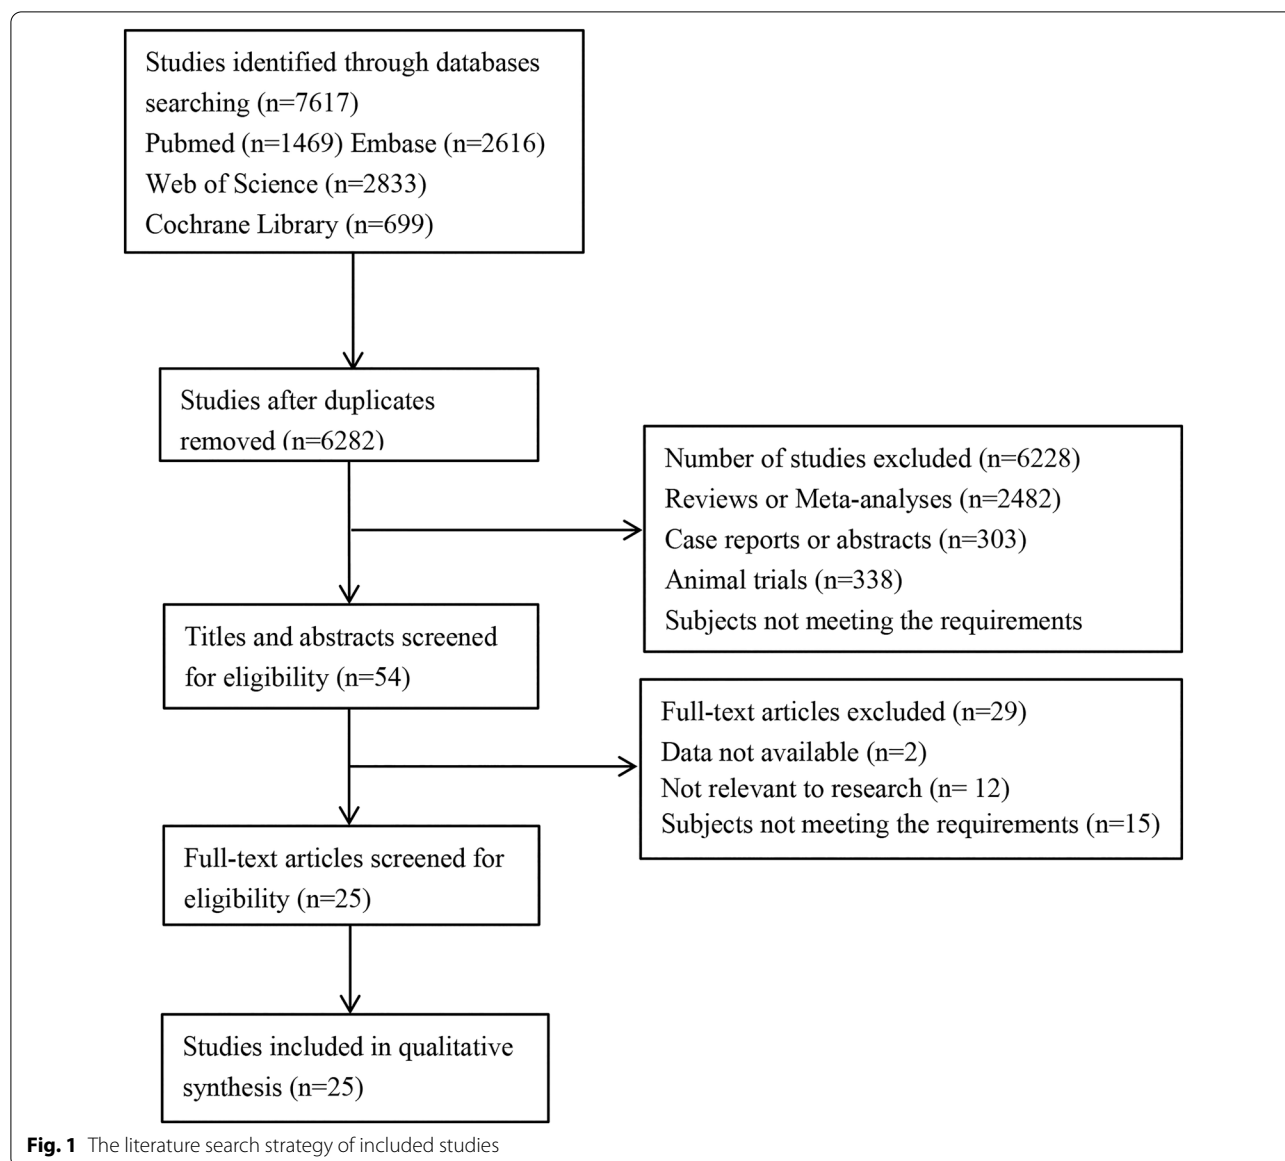 Studies identified through databases
searching (n=7617)
Pubmed (n=1469) Embase (n=2616)
Web of Science (n=2833)
Cochrane Library (n=699)
Studies after duplicates
removed (n=6282)
Number of studies excluded (n=6228)
Reviews or Meta-analyses (n=2482)
Case reports or abstracts (n=303)
Animal trials (n=338)
Subjects not meeting the requirements
Titles and abstracts screened
for eligibility (n=54)
Full-text articles excluded (n=29)
Data not available (n=2)
Not relevant to research (n= 12)
Subjects not meeting the requirements (n=15)
Full-text articles screened for
eligibility (n=25)
Studies included in qualitative
synthesis (n=25)
Fig. 1 The literature search strategy of included studies